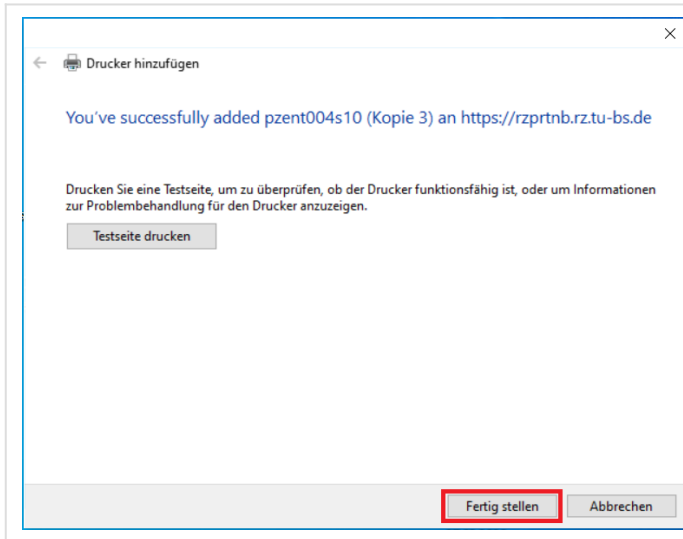 Drucker hinzufügen
You've successfully added pzent004s10 (Kopie 3) an https://rzprtnb.rz.tu-bs.de
Drucken Sie eine Testseite, um zu überprüfen, ob der Drucker funktionsfähig ist, oder um Informationen
zur Problembehandlung für den Drucker anzuzeigen.
Testseite drucken
Fertig stellen
Abbrechen